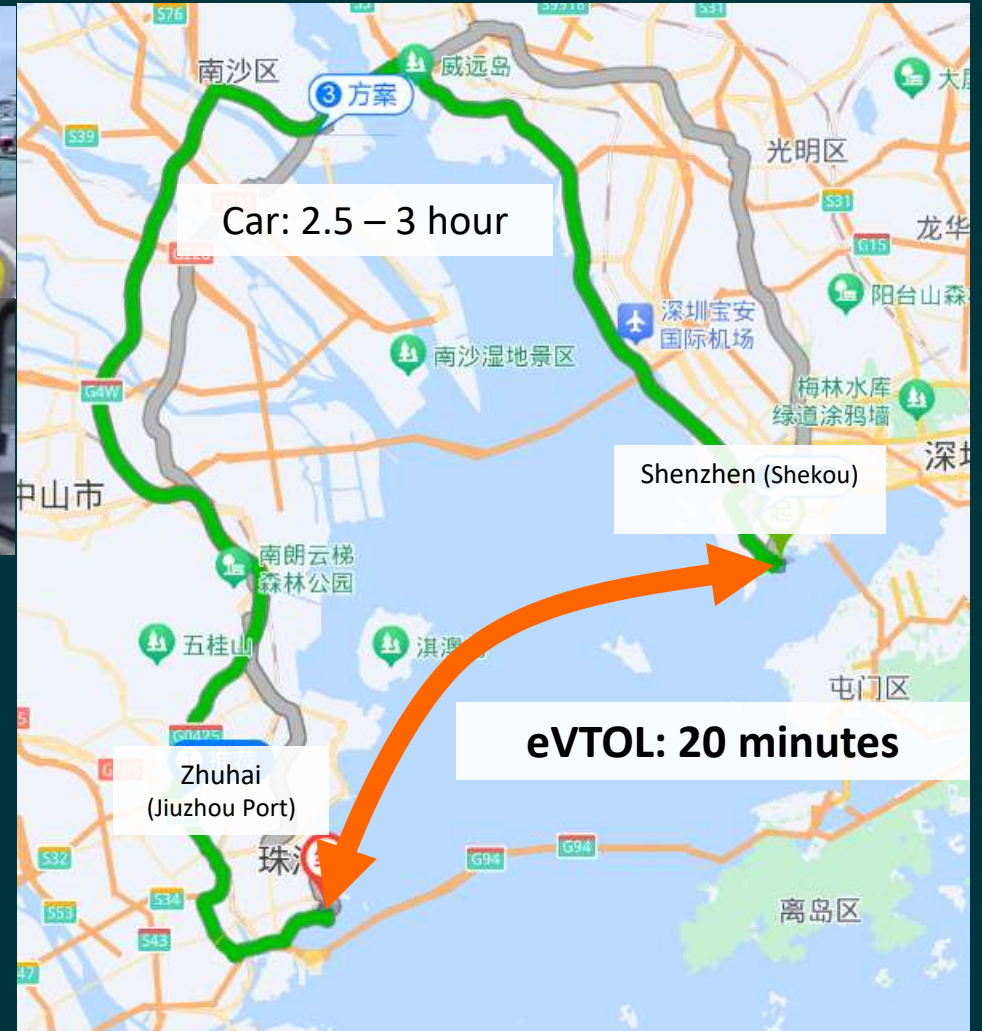 S76
S31
南沙区
威远岛
3 方案
S39
光明区
S31
龙华
Car: 2.5 – 3 hour
G15
阳台山森
深圳宝安
国际机场
南沙湿地景区
G4W
梅林水库
绿道涂鸦墙
Shenzhen (Shekou)
起
中山市
南朗云梯
森林公园
五桂山
淇澳
屯门区
eVTOL: 20 minutes
G0425
Zhuhai
(Jiuzhou Port)
S32
珠
G94
G94
S34
S53
S43
离岛区
47